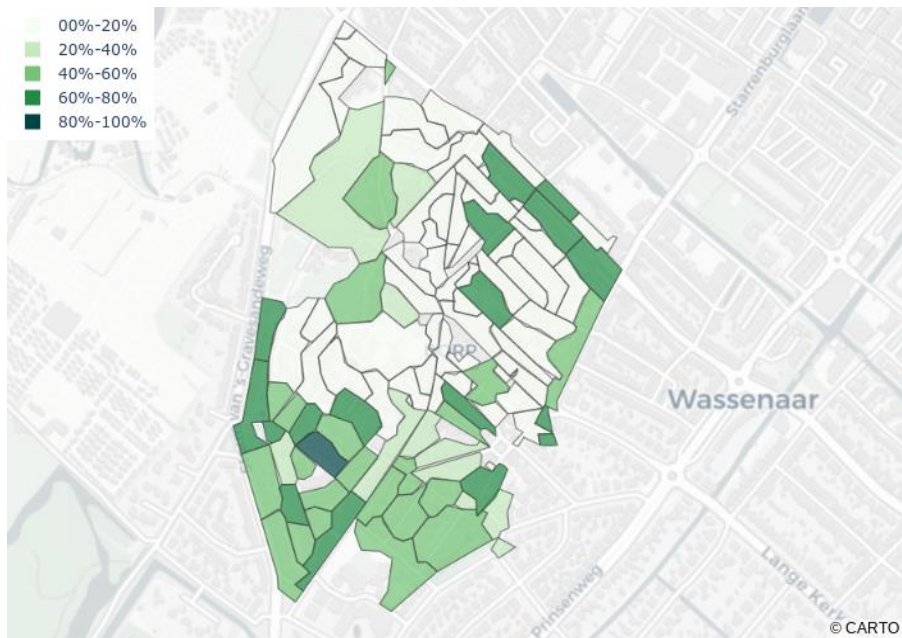 00%-20%
20%-40%
40%-60%
60%-80%
80%-100%
Starrenburglaan
van 's-Gravesandeweg
Wassenaar
Prinsenweg
Lange Kerk
© CARTO